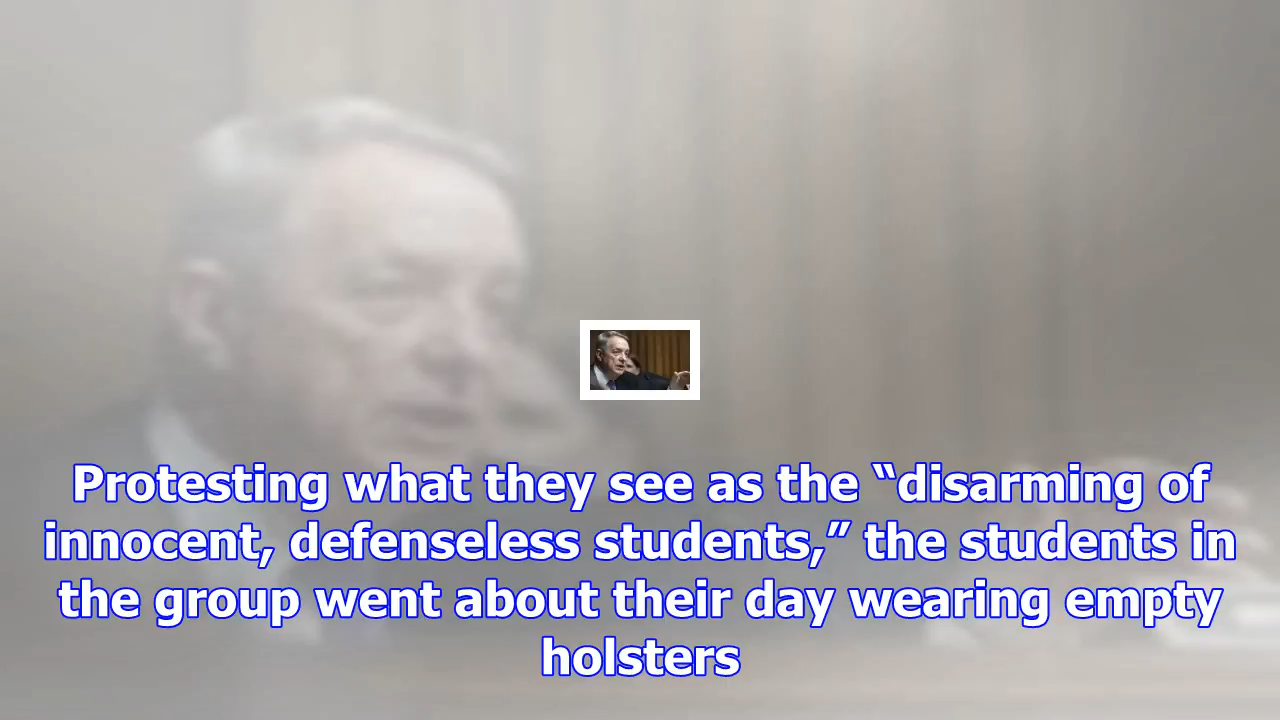 Protesting what they see as the “disarming of
innocent, defenseless students,” the students in
the group went about their day wearing empty
holsters